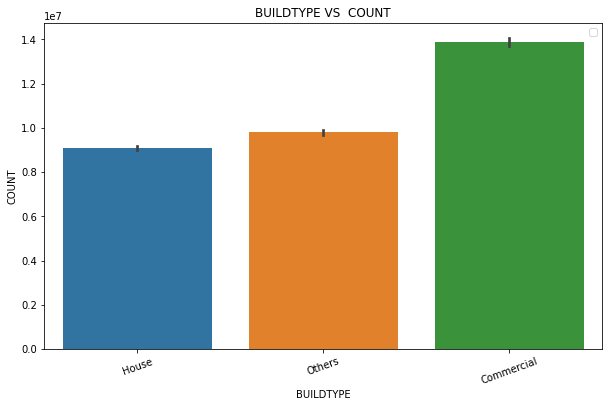 BUILDTYPE VS  COUNT
1e7
1.4
1.2
1.0
0.8
0.6
0.4
0.2
0.0
COUNT
House
Others
Commercial
BUILDTYPE